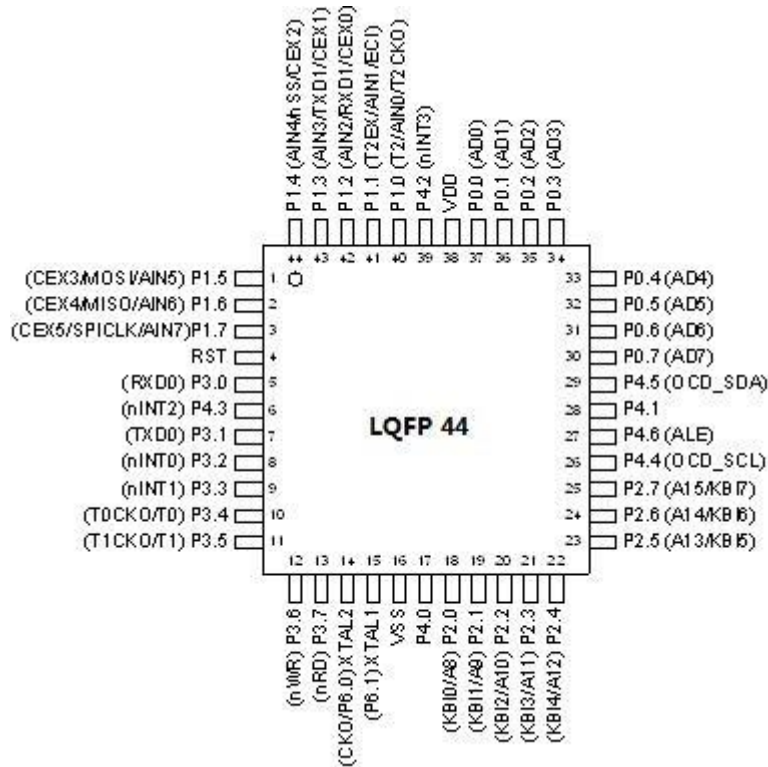 P1.4 (AIN4/nSS/CEX2)
P1.3 (AIN3/TXD1/CEX1)
P1.2 (AIN2/RXD1/CEX0)
P1.1 (T2EX/AIN1/ECI)
P1.0 (T2/AIN0/T2CKO)
P4.2 (nINT3)
VDD
P0.0 (AD0)
P0.1 (AD1)
P0.2 (AD2)
P0.3 (AD3)
44 43 42 41 40 39 38 37 36 35 34
(CEX3/MOSI/AIN5) P1.5 1
(CEX4/MISO/AIN6) P1.6 2
(CEX5/SPICLK/AIN7)P1.7 3
RST 4
(RXD0) P3.0 5
(nINT2) P4.3 6
(TXD0) P3.1 7
(nINT0) P3.2 8
(nINT1) P3.3 9
(T0CKO/T0) P3.4 10
(T1CKO/T1) P3.5 11
LQFP 44
33 P0.4 (AD4)
32 P0.5 (AD5)
31 P0.6 (AD6)
30 P0.7 (AD7)
29 P4.5 (OCD_SDA)
28 P4.1
27 P4.6 (ALE)
26 P4.4 (OCD_SCL)
25 P2.7 (A15/KBI7)
24 P2.6 (A14/KBI6)
23 P2.5 (A13/KBI5)
12 13 14 15 16 17 18 19 20 21 22
(nWR) P3.6
(nRD) P3.7
(CKO/P6.0) XTAL2
(P6.1) XTAL1
VSS
P4.0
(KBI0/A8) P2.0
(KBI1/A9) P2.1
(KBI2/A10) P2.2
(KBI3/A11) P2.3
(KBI4/A12) P2.4